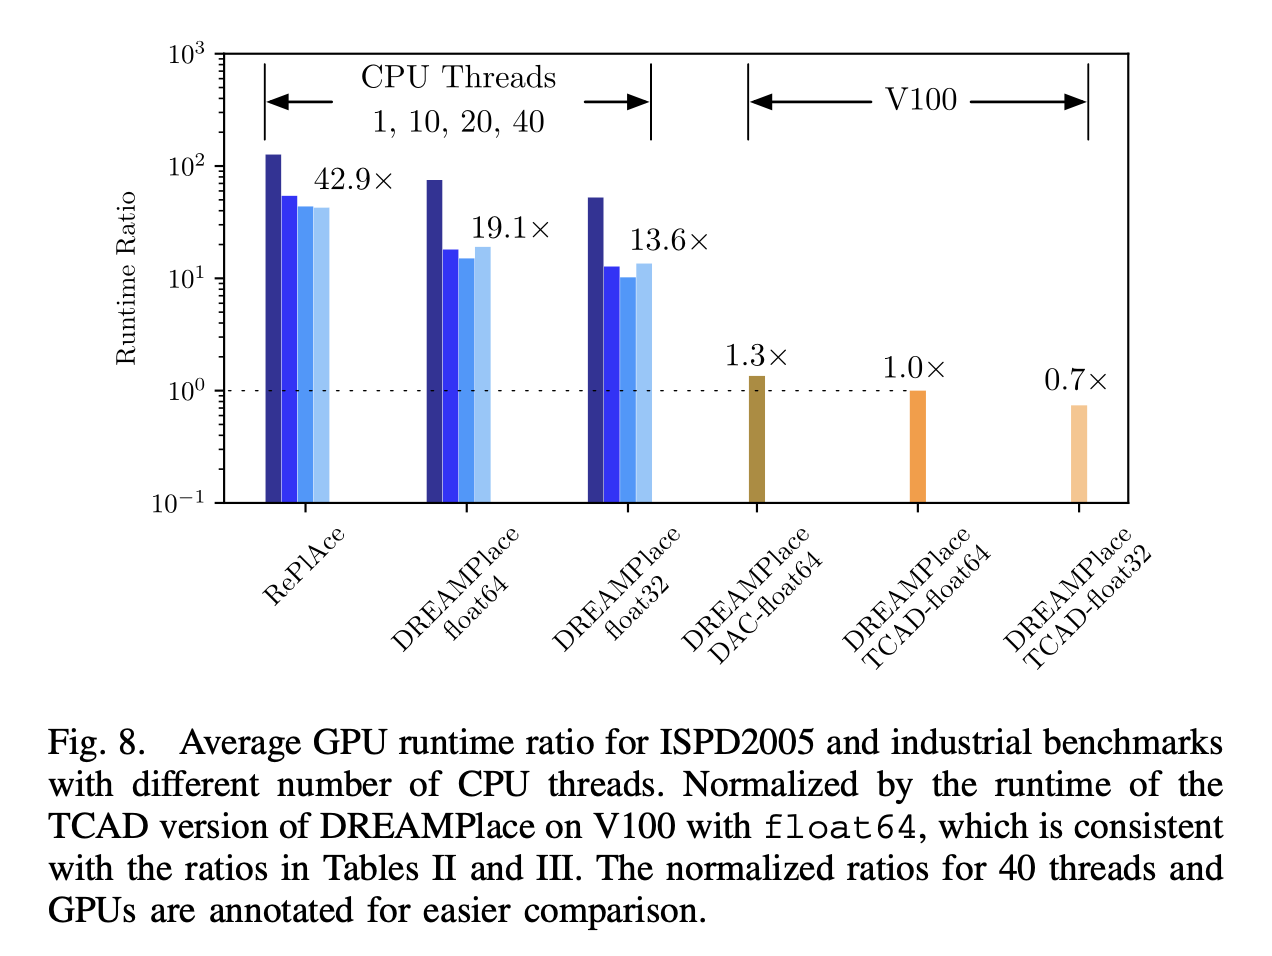 10³
10²
10¹
10⁰
10⁻¹
Runtime Ratio
CPU Threads
1, 10, 20, 40
V100
42.9×
19.1×
13.6×
1.3×
1.0×
0.7×
RePlAce
DREAMPlace
float64
DREAMPlace
float32
DREAMPlace
DAC-float64
DREAMPlace
TCAD-float64
DREAMPlace
TCAD-float32
Fig. 8. Average GPU runtime ratio for ISPD2005 and industrial benchmarks
with different number of CPU threads. Normalized by the runtime of the
TCAD version of DREAMPlace on V100 with float64, which is consistent
with the ratios in Tables II and III. The normalized ratios for 40 threads and
GPUs are annotated for easier comparison.